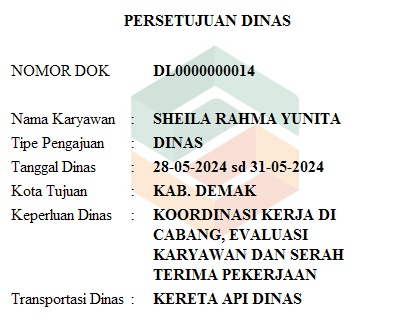 PERSETUJUAN DINAS
NOMOR DOK DL0000000014
Nama Karyawan : SHEILA RAHMA YUNITA
Tipe Pengajuan : DINAS
Tanggal Dinas : 28-05-2024 sd 31-05-2024
Kota Tujuan : KAB. DEMAK
Keperluan Dinas : KOORDINASI KERJA DI
CABANG, EVALUASI
KARYAWAN DAN SERAH
TERIMA PEKERJAAN
Transportasi Dinas : KERETA API DINAS